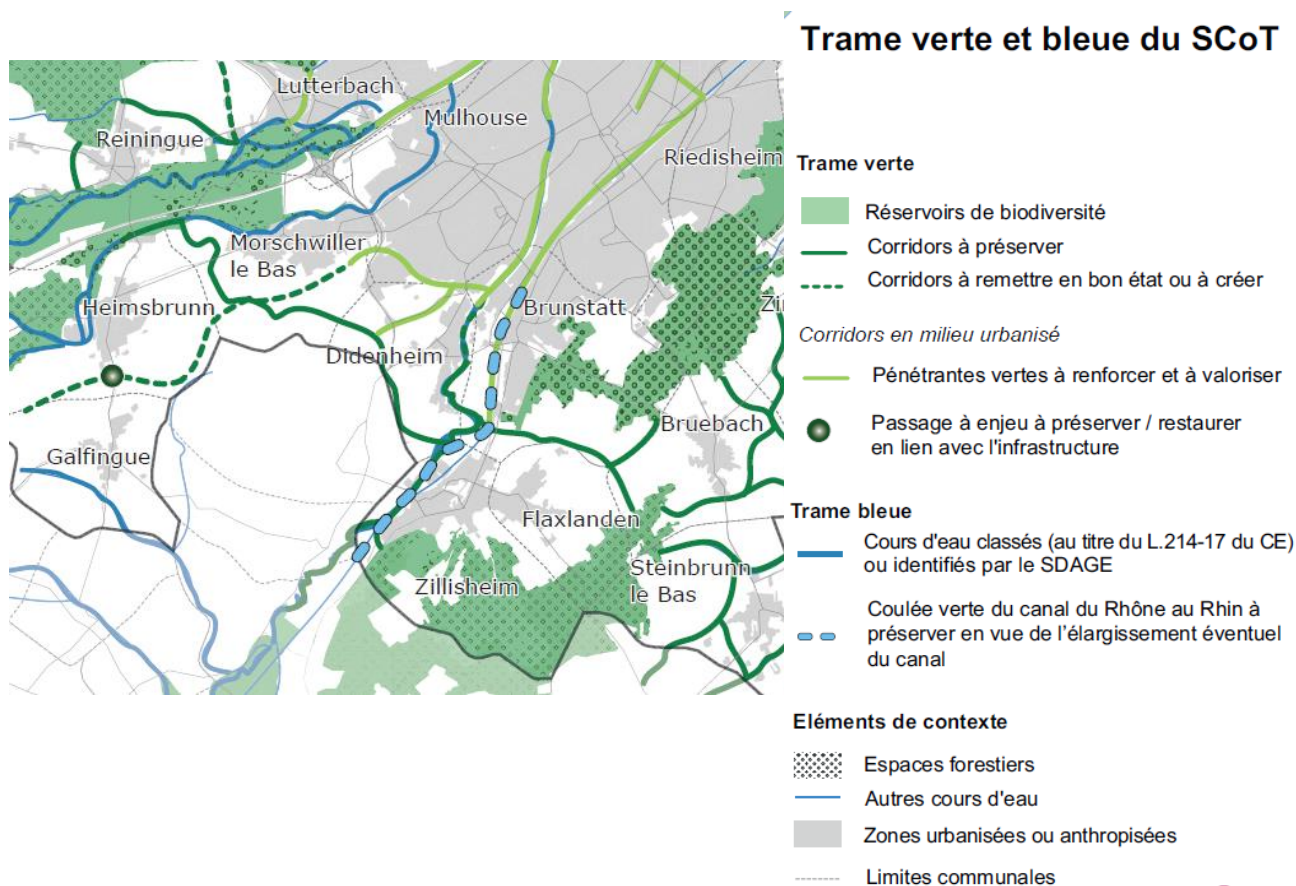 Trame verte et bleue du SCoT
Lutterbach
Mulhouse
Reiningue
Riedisheim
Morschwiller
le Bas
Heimsbrunn
Brunstatt
Didenheim
Bruebach
Galfingue
Flaxlanden
Steinbrunn
le Bas
Zillisheim
Trame verte
Réservoirs de biodiversité
Corridors à préserver
Corridors à remettre en bon état ou à créer
Corridors en milieu urbanisé
Pénétrantes vertes à renforcer et à valoriser
Passage à enjeu à préserver / restaurer
en lien avec l'infrastructure
Trame bleue
Cours d'eau classés (au titre du L.214-17 du CE)
ou identifiés par le SDAGE
Coulée verte du canal du Rhône au Rhin à
préserver en vue de l'élargissement éventuel
du canal
Eléments de contexte
Espaces forestiers
Autres cours d'eau
Zones urbanisées ou anthropisées
Limites communales